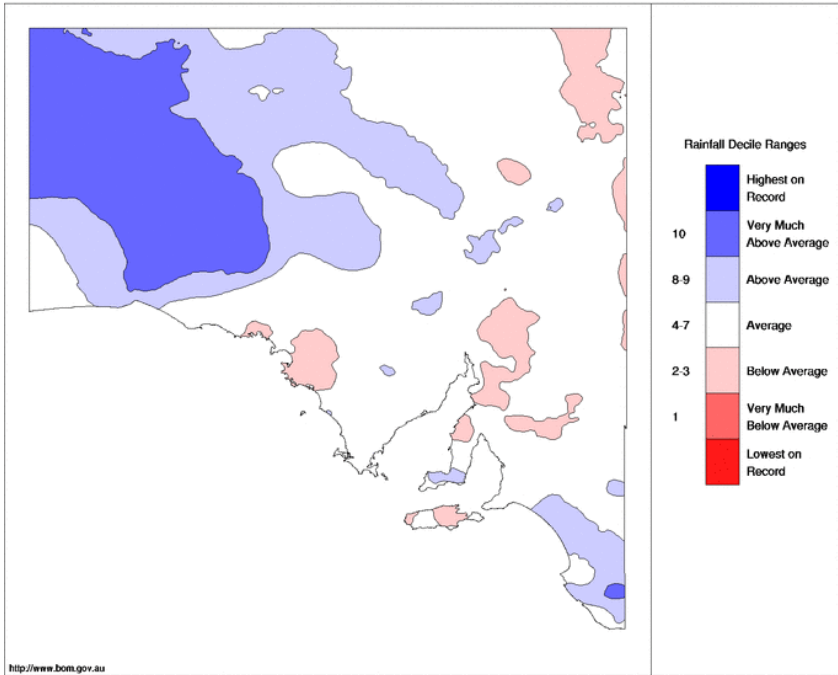 Rainfall Decile Ranges
Highest on
Record
10
Very Much
Above Average
8-9
Above Average
4-7
Average
2-3
Below Average
1
Very Much
Below Average
Lowest on
Record
http://www.bom.gov.au